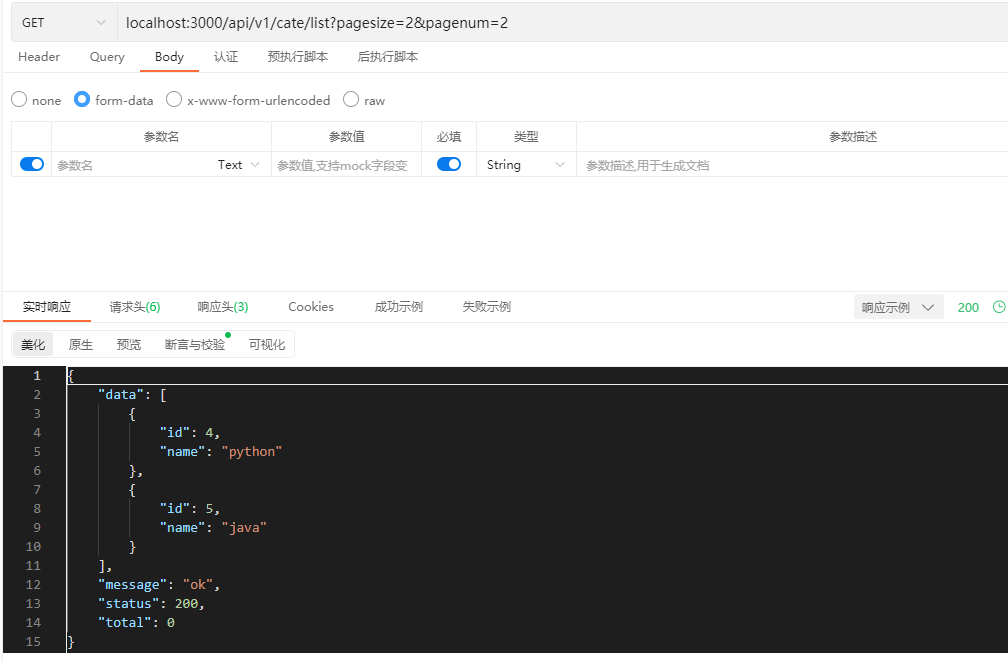 GET localhost:3000/api/v1/cate/list?pagesize=2&pagenum=2
Header Query Body 认证 预执行脚本 后执行脚本
none form-data x-www-form-urlencoded raw
参数名 参数值 必填 类型 参数描述
参数名 Text 参数值,支持mock字段变 String 参数描述,用于生成文档
实时响应 请求头(6) 响应头(3) Cookies 成功示例 失败示例 响应示例 200
美化 原生 预览 断言与校验 可视化
1 {
2 "data": [
3 {
4 "id": 4,
5 "name": "python"
6 },
7 {
8 "id": 5,
9 "name": "java"
10 }
11 ],
12 "message": "ok",
13 "status": 200,
14 "total": 0
15 }